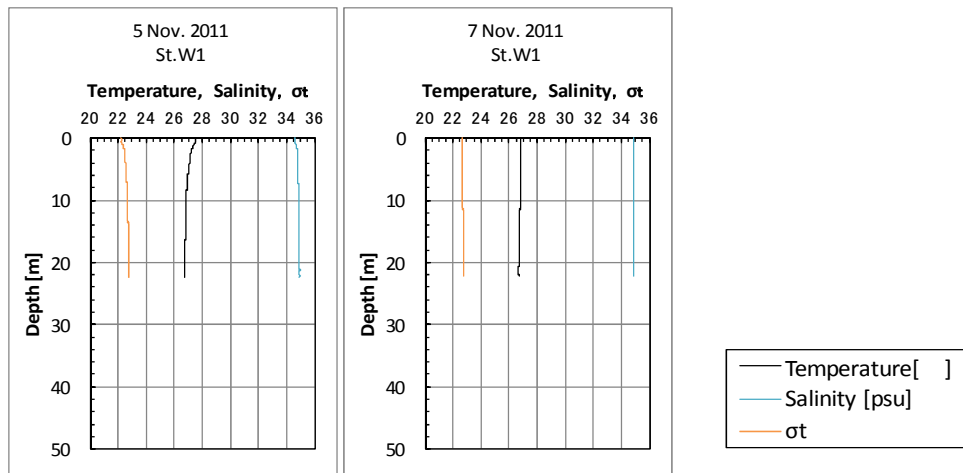 5 Nov. 2011
St.W1
Temperature, Salinity, σt
20 22 24 26 28 30 32 34 36
0
10
20
30
40
50
Depth [m]
7 Nov. 2011
St.W1
Temperature, Salinity, σt
20 22 24 26 28 30 32 34 36
0
10
20
30
40
50
Depth [m]
Temperature[ ]
Salinity [psu]
σt